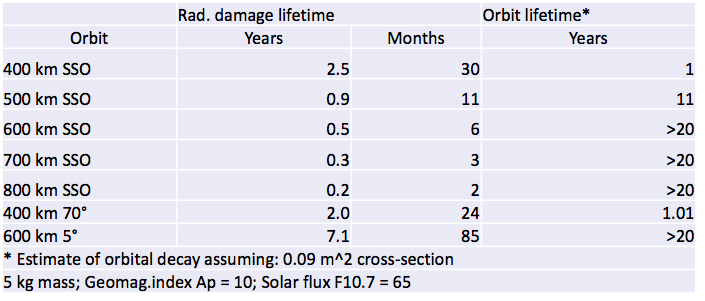 Rad. damage lifetime Orbit lifetime*
Orbit Years Months Years
400 km SSO 2.5 30 1
500 km SSO 0.9 11 11
600 km SSO 0.5 6 >20
700 km SSO 0.3 3 >20
800 km SSO 0.2 2 >20
400 km 70° 2.0 24 1.01
600 km 5° 7.1 85 >20
* Estimate of orbital decay assuming: 0.09 m^2 cross-section
5 kg mass; Geomag.index Ap = 10; Solar flux F10.7 = 65